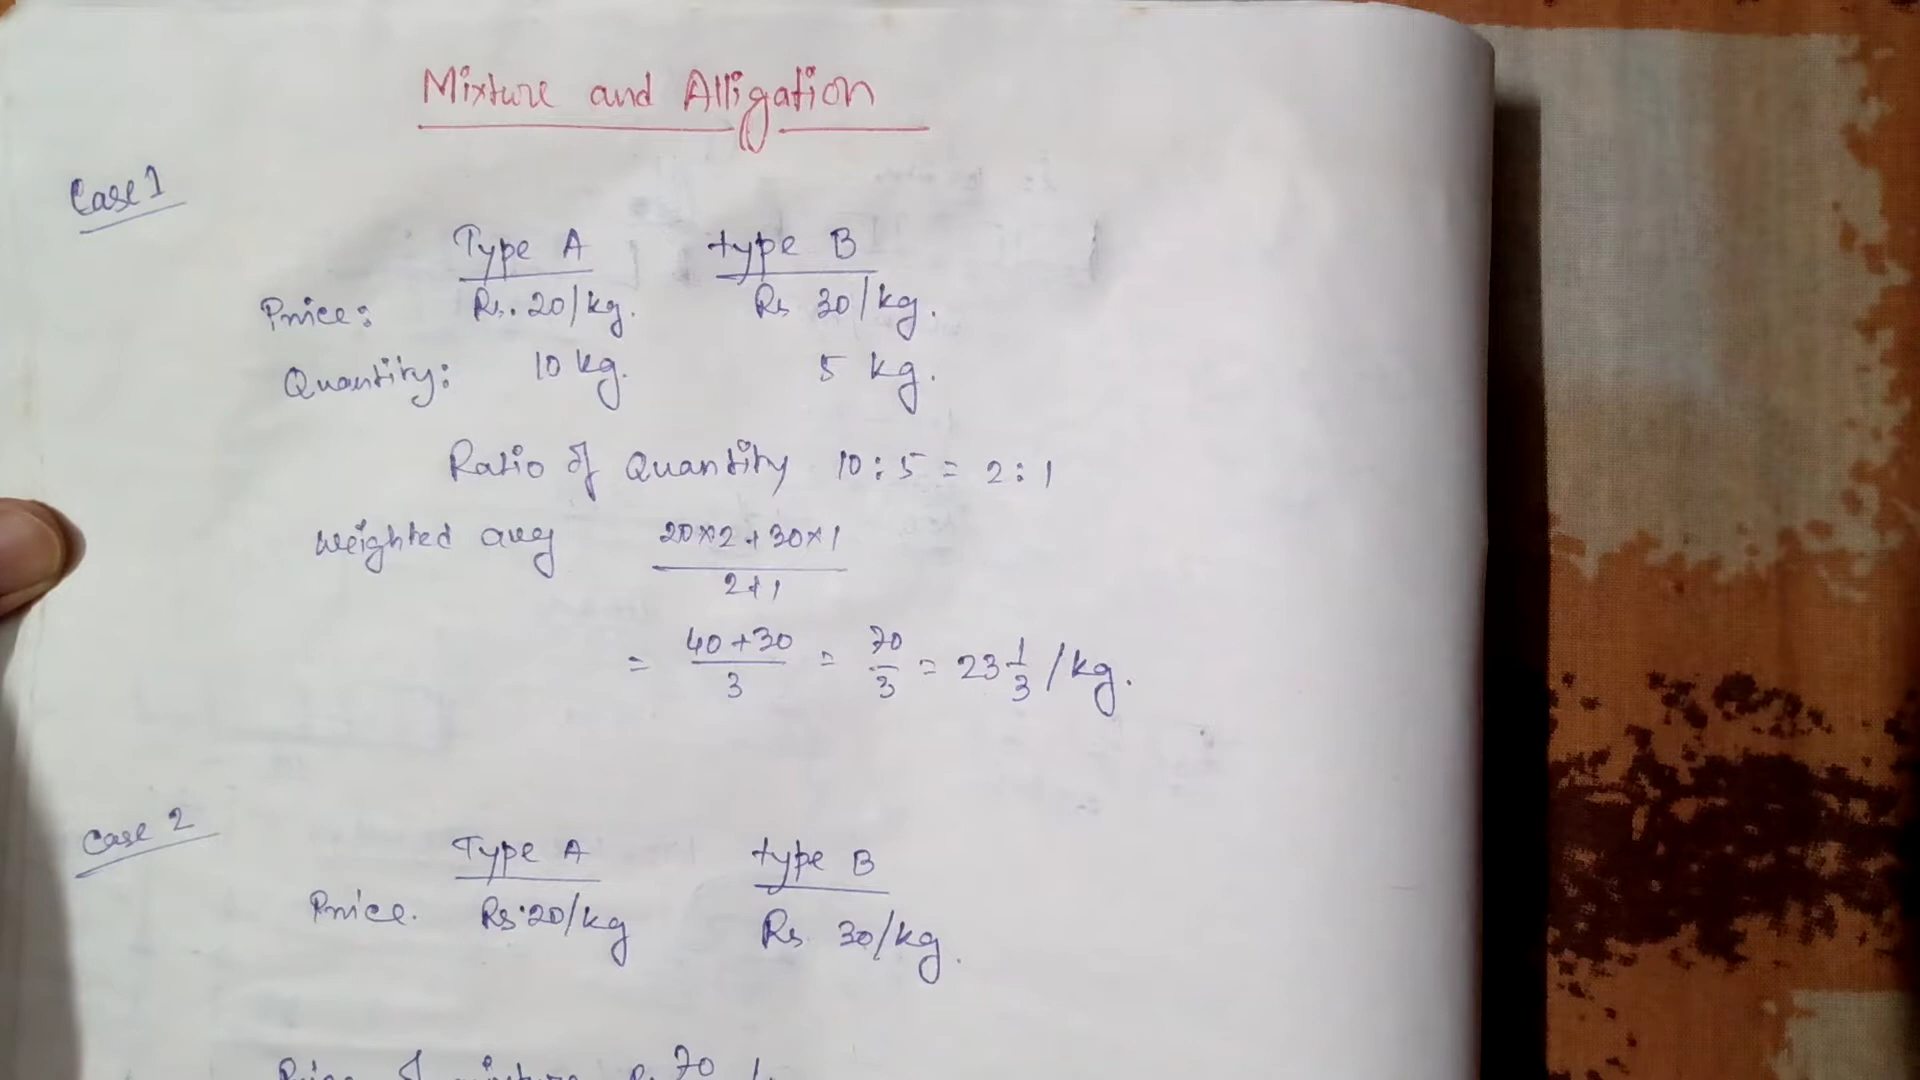 Mixture and Alligation
Case 1
Type A type B
Price: Rs. 20/kg. Rs 30/kg.
Quantity: 10 kg. 5 kg.
Ratio of Quantity 10:5 = 2:1
Weighted avg 20×2+30×1
2+1
= 40+30 = 70 = 23 1/3 /kg.
3 3
Case 2
Type A type B
Price. Rs. 20/kg Rs. 30/kg.
70